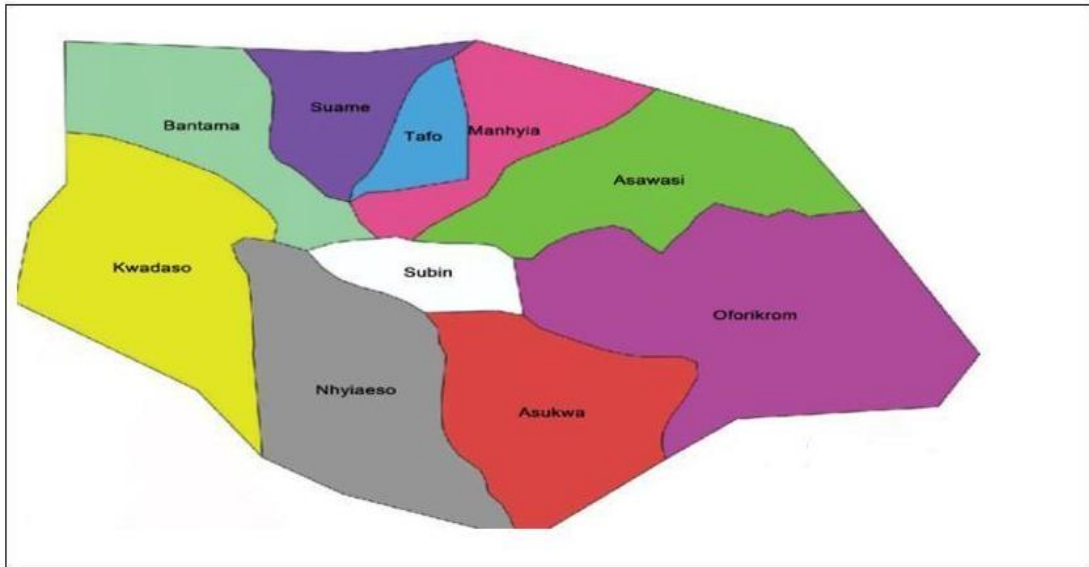 Suame
Bantama
Tafo
Manhyia
Asawasi
Kwadaso
Subin
Oforikrom
Nhyiaeso
Asukwa